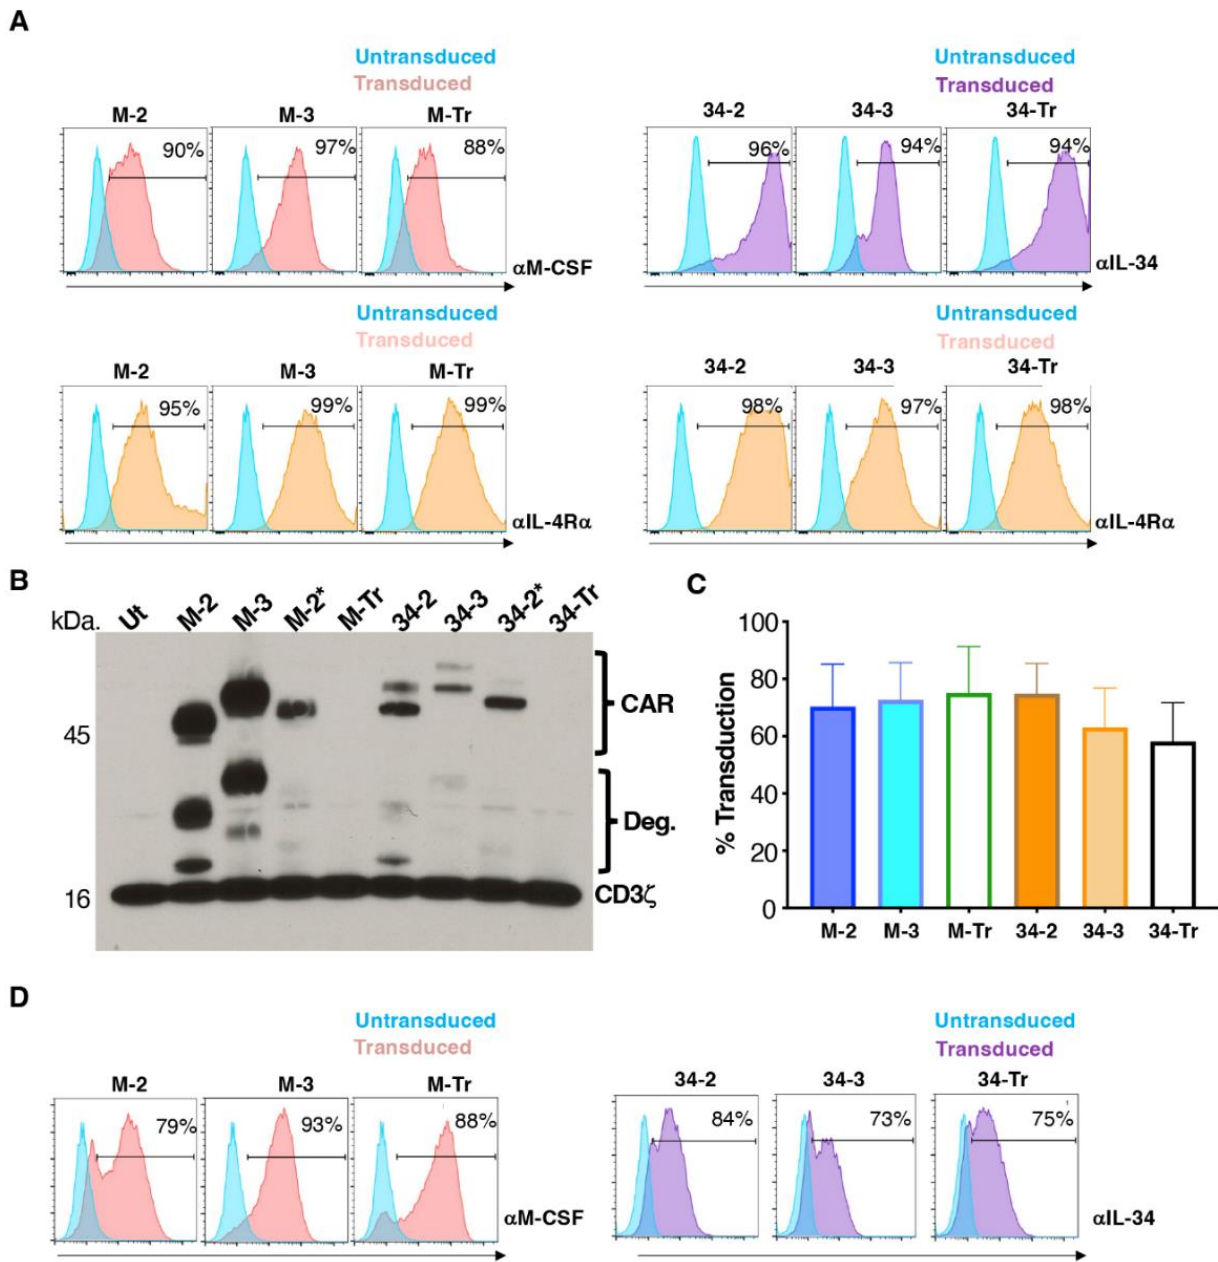 A
Untransduced
Transduced
M-2 M-3 M-Tr
90% 97% 88%
αM-CSF
Untransduced
Transduced
34-2 34-3 34-Tr
96% 94% 94%
αIL-34
Untransduced
Transduced
M-2 M-3 M-Tr
95% 99% 99%
αIL-4Rα
Untransduced
Transduced
34-2 34-3 34-Tr
98% 97% 98%
αIL-4Rα
B
kDa. Ut M-2 M-3 M-2* M-Tr 34-2 34-3 34-2* 34-Tr
CAR
45
Deg.
16 CD3ζ
C
% Transduction
100
80
60
40
20
0
M-2 M-3 M-Tr 34-2 34-3 34-Tr
D
Untransduced
Transduced
M-2 M-3 M-Tr
79% 93% 88%
αM-CSF
Untransduced
Transduced
34-2 34-3 34-Tr
84% 73% 75%
αIL-34